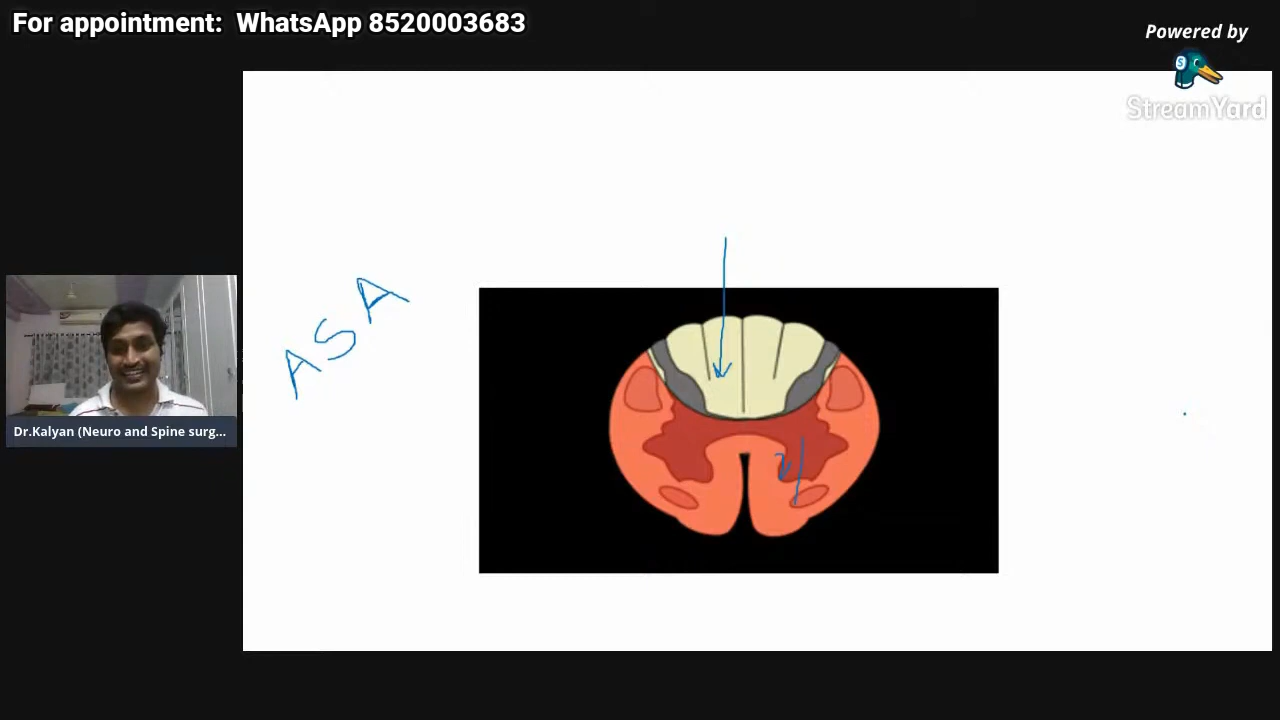 For appointment: WhatsApp 8520003683
Powered by
S
StreamYard
ASA
Dr.Kalyan (Neuro and Spine surg...